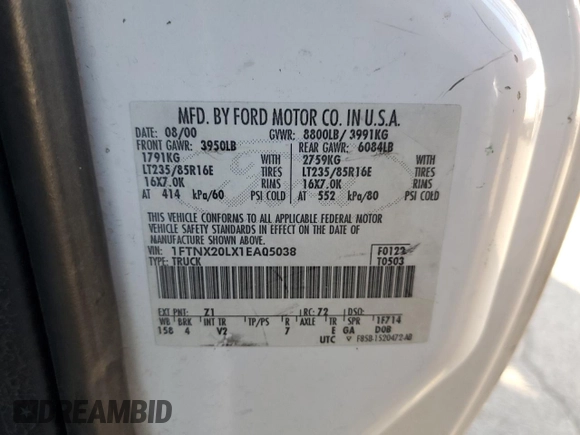 MFD. BY FORD MOTOR CO. IN U.S.A.
DATE: 08/00 GVWR: 8800LB/ 3991KG
FRONT GAWR: 3950LB REAR GAWR: 6084LB
1791KG WITH 2759KG WITH
LT235/85R16E TIRES LT235/85R16E TIRES
16X7.0K RIMS 16X7.0K RIMS
AT 414 kPa/60 PSI COLD AT 552 kPa/80 PSI COLD
THIS VEHICLE CONFORMS TO ALL APPLICABLE FEDERAL MOTOR
VEHICLE SAFETY STANDARDS IN EFFECT ON THE DATE OF
MANUFACTURE SHOWN ABOVE.
VIN: 1FTNX20LX1EA05038 F0122
TYPE: TRUCK T0503
EXT PNT: Z1 RC: 72 DSO:
WB BRK INT TR TP/PS R AXLE TR SPR 1F714
158 4 V2 7 E GA D0B
UTC F85B-1520472-AB
DREAMBID